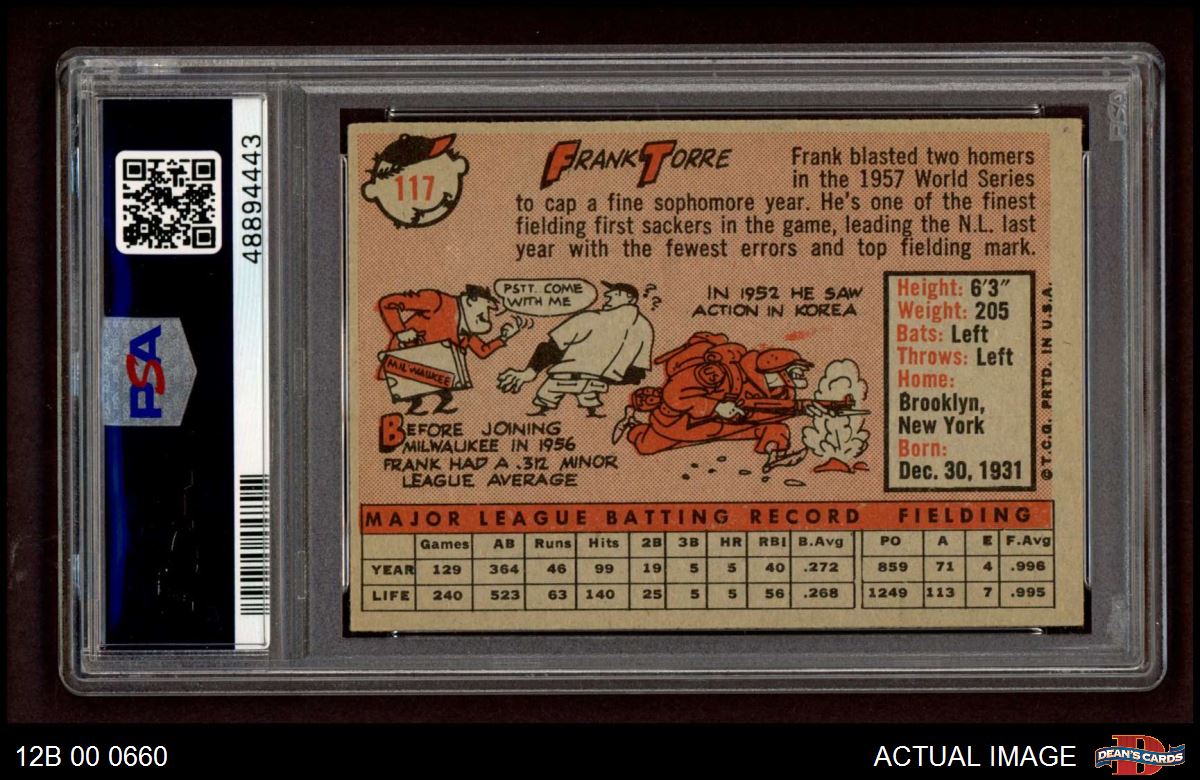 48894443
PSA
117
FRANK TORRE
Frank blasted two homers
in the 1957 World Series
to cap a fine sophomore year. He's one of the finest
fielding first sackers in the game, leading the N.L. last
year with the fewest errors and top fielding mark.
PSTT. COME
WITH ME
MILWAUKEE
BEFORE JOINING
MILWAUKEE IN 1956
FRANK HAD A .312 MINOR
LEAGUE AVERAGE
??
IN 1952 HE SAW
ACTION IN KOREA
Height: 6'3"
Weight: 205
Bats: Left
Throws: Left
Home:
Brooklyn,
New York
Born:
Dec. 30, 1931
©T.C.G. PRTD. IN U.S.A.
MAJOR LEAGUE BATTING RECORD FIELDING
Games AB Runs Hits 2B 3B HR RBI B.Avg PO A E F.Avg
YEAR 129 364 46 99 19 5 5 40 .272 859 71 4 .996
LIFE 240 523 63 140 25 5 5 56 .268 1249 113 7 .995
PSA
12B 00 0660
ACTUAL IMAGE
D
DEAN'S CARDS